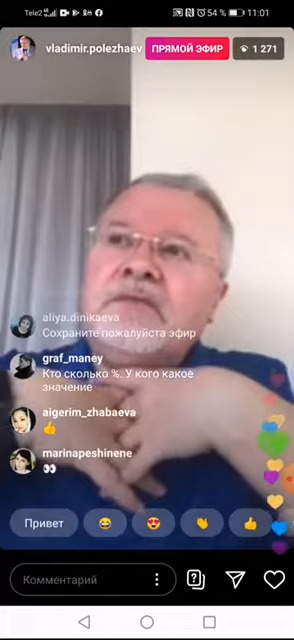 Tele2 54 % 11:01
vladimir.polezhaev ПРЯМОЙ ЭФИР 1 271
aliya.dinikaeva
Сохраните пожалуйста эфир
graf_maney
Кто сколько %. У кого какое
значение
aigerim_zhabaeva
👍
marinapeshinene
👀
Привет 😂 😍 👏 👍
Комментарий